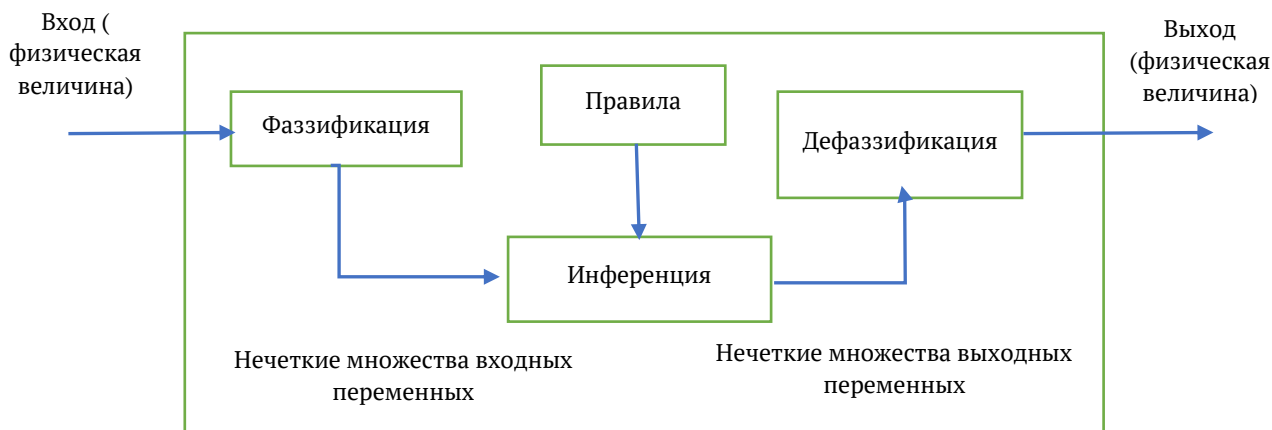 Вход (
физическая
величина)
Фаззификация
Правила
Дефаззификация
Выход
(физическая
величина)
Инференция
Нечеткие множества входных
переменных
Нечеткие множества выходных
переменных